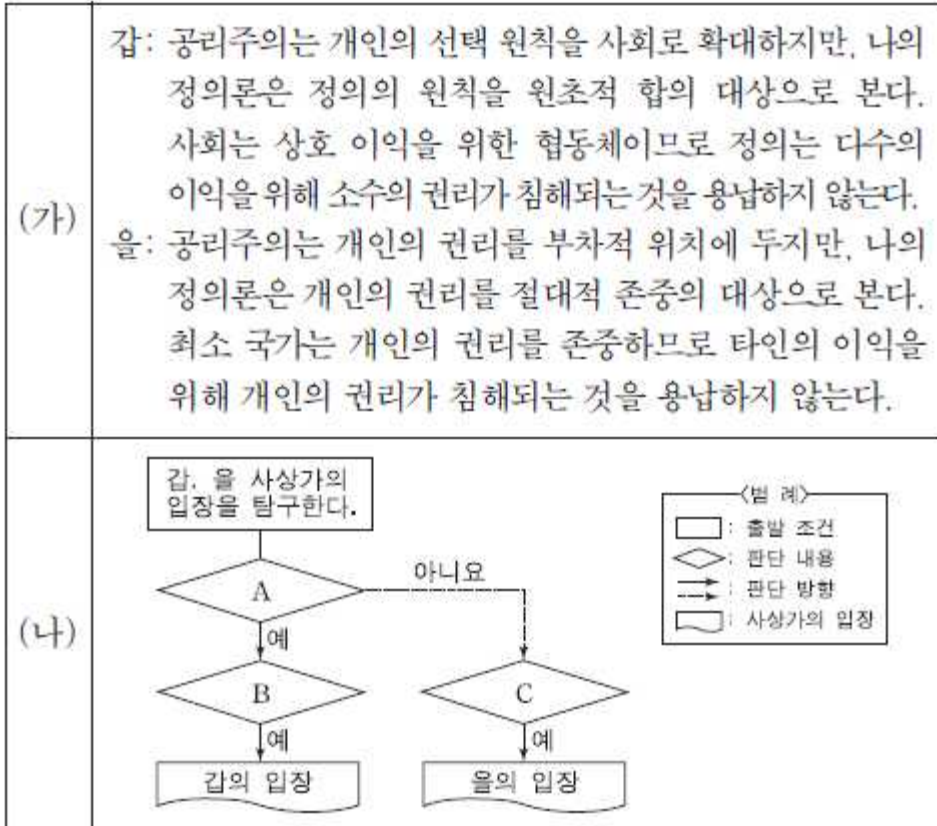 (가)
갑: 공리주의는 개인의 선택 원칙을 사회로 확대하지만, 나의
정의론은 정의의 원칙을 원초적 합의 대상으로 본다.
사회는 상호 이익을 위한 협동체이므로 정의는 다수의
이익을 위해 소수의 권리가 침해되는 것을 용납하지 않는다.
을: 공리주의는 개인의 권리를 부차적 위치에 두지만, 나의
정의론은 개인의 권리를 절대적 존중의 대상으로 본다.
최소 국가는 개인의 권리를 존중하므로 타인의 이익을
위해 개인의 권리가 침해되는 것을 용납하지 않는다.
(나)
갑, 을 사상가의
입장을 탐구한다.
A
아니요
예
B
C
예
예
갑의 입장
을의 입장
〈범 례〉
: 출발 조건
: 판단 내용
: 판단 방향
: 사상가의 입장